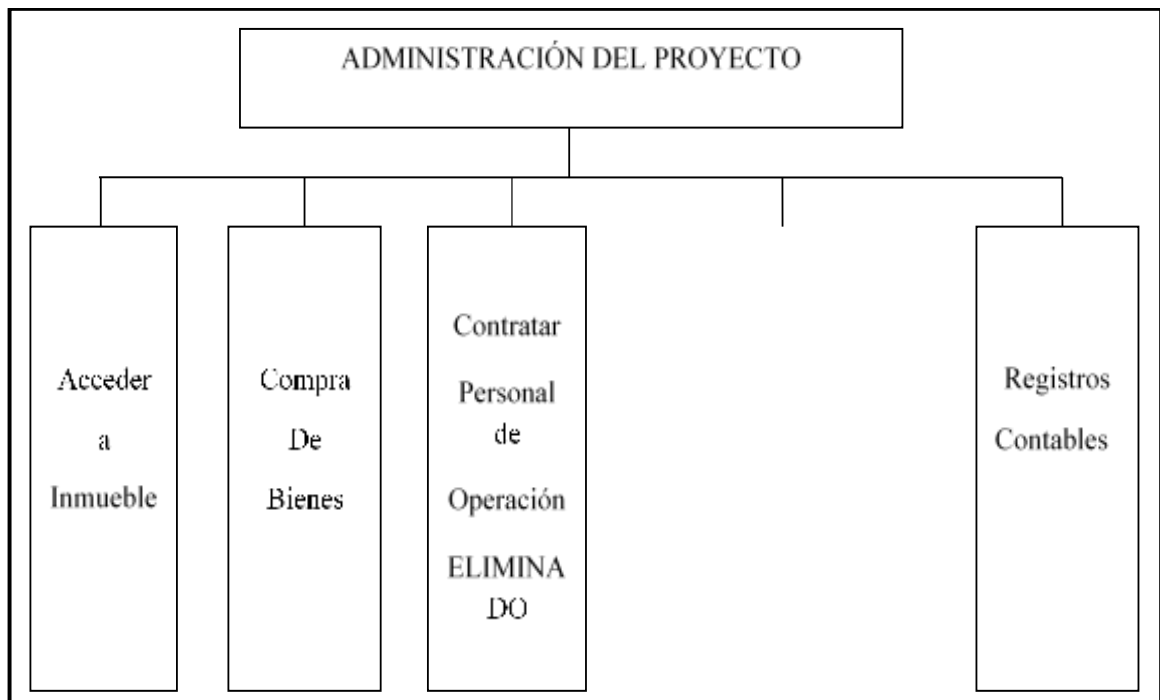 ADMINISTRACIÓN DEL PROYECTO
Acceder
a
Inmueble
Compra
De
Bienes
Contratar
Personal
de
Operación
ELIMINA
DO
Registros
Contables